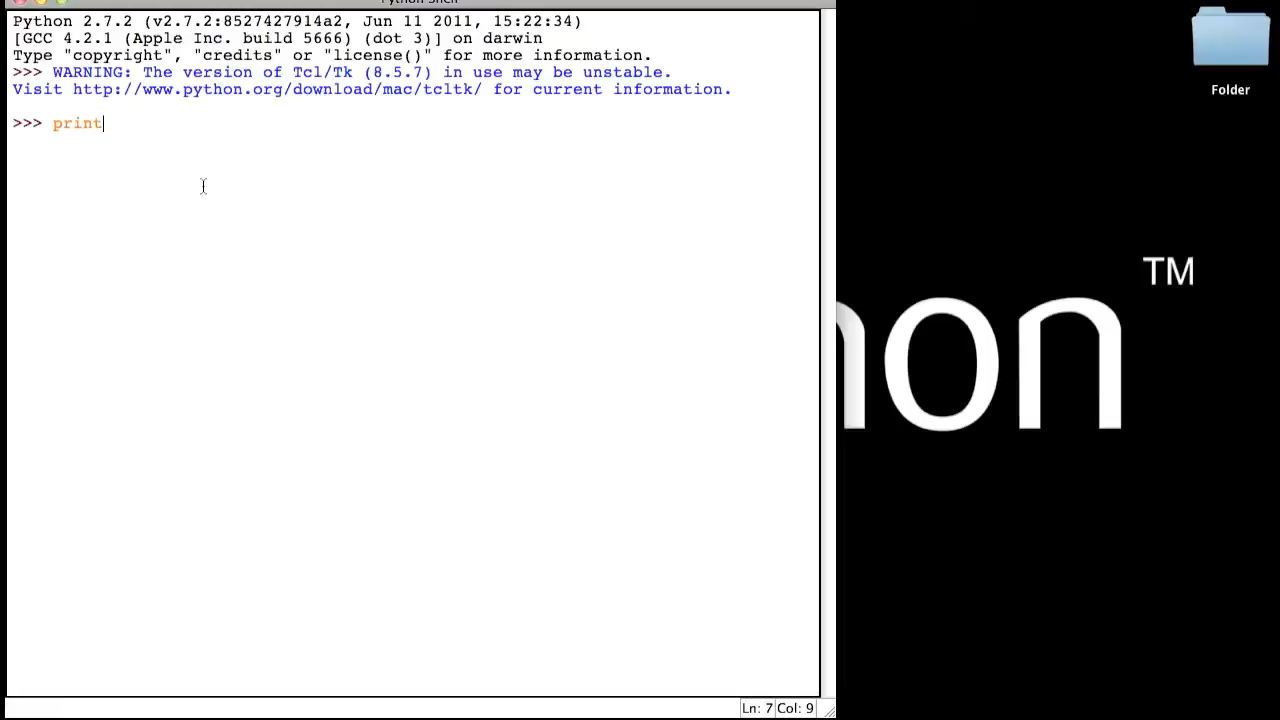 Python Shell
Python 2.7.2 (v2.7.2:8527427914a2, Jun 11 2011, 15:22:34)
[GCC 4.2.1 (Apple Inc. build 5666) (dot 3)] on darwin
Type "copyright", "credits" or "license()" for more information.
>>> WARNING: The version of Tcl/Tk (8.5.7) in use may be unstable.
Visit http://www.python.org/download/mac/tcltk/ for current information.
>>> print
Ln: 7 Col: 9
Folder
hon TM